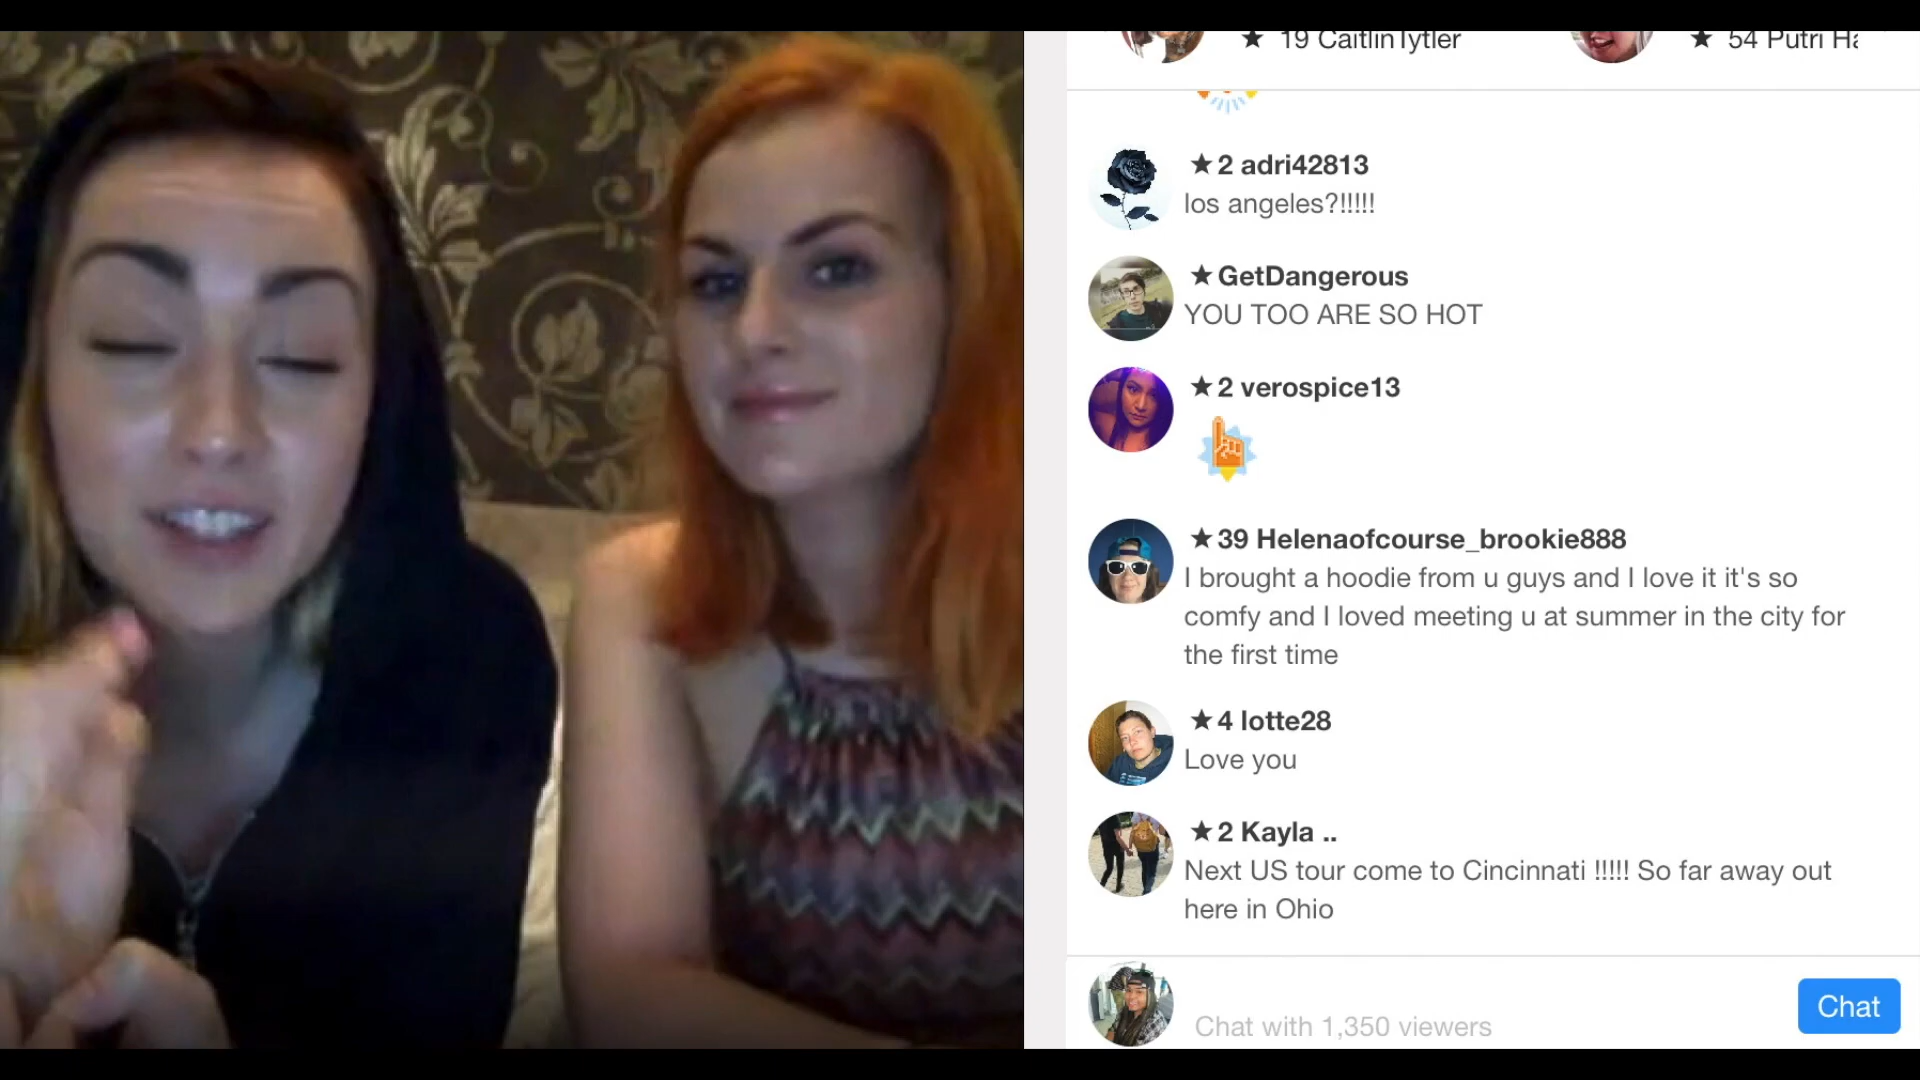 ★ 19 CaitlinTytler
★ 54 Putri Ha
★2 adri42813
los angeles?!!!!!
★GetDangerous
YOU TOO ARE SO HOT
★2 verospice13
★39 Helenaofcourse_brookie888
I brought a hoodie from u guys and I love it it's so
comfy and I loved meeting u at summer in the city for
the first time
★4 lotte28
Love you
★2 Kayla ..
Next US tour come to Cincinnati !!!!! So far away out
here in Ohio
Chat with 1,350 viewers
Chat